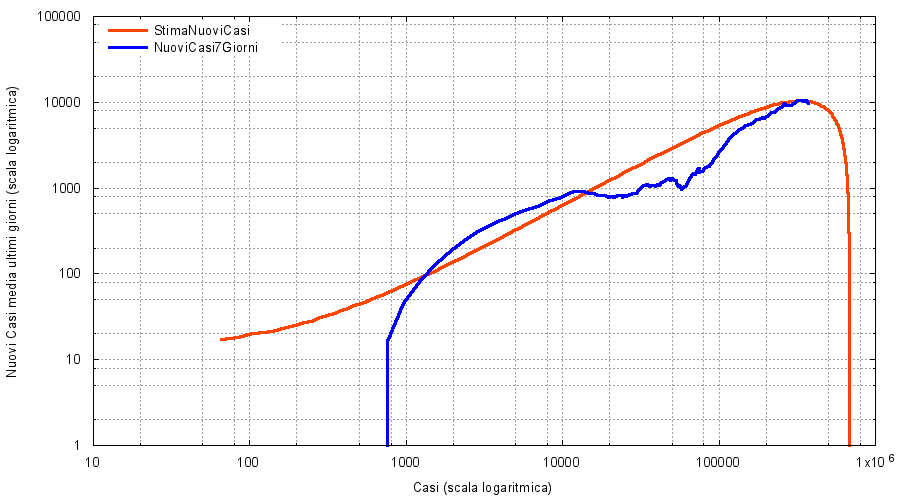 100000
10000
1000
100
10
1
StimaNuoviCasi
NuoviCasi7Giorni
Nuovi Casi media ultimi giorni (scala logaritmica)
10 100 1000 10000 100000 1x10^6
Casi (scala logaritmica)